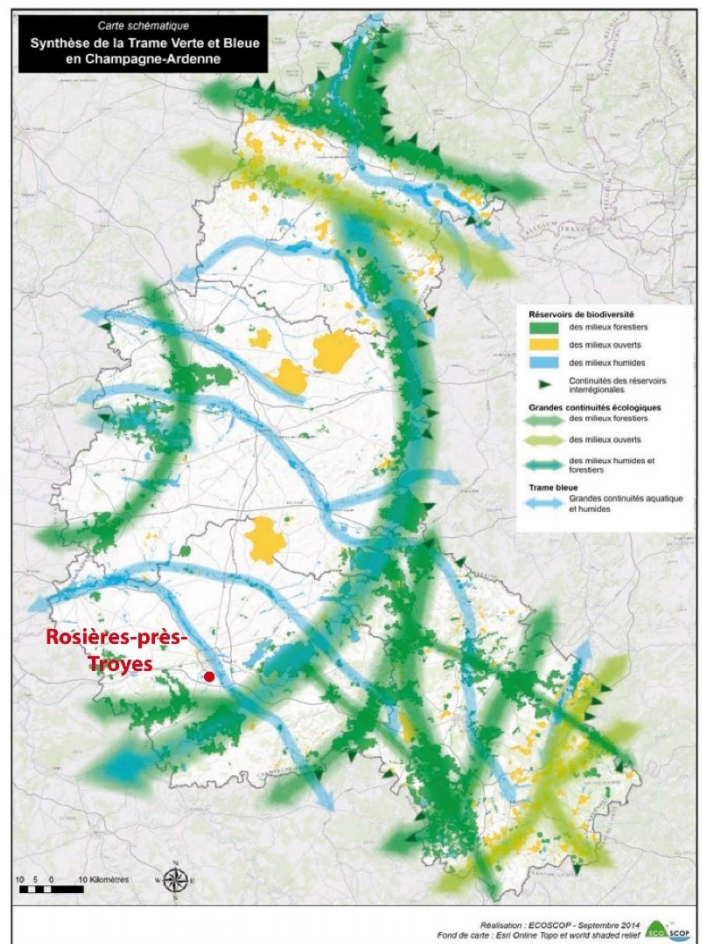 Carte schématique
Synthèse de la Trame Verte et Bleue
en Champagne-Ardenne
Réservoirs de biodiversité
des milieux forestiers
des milieux ouverts
des milieux humides
Continuités des réservoirs
interrégionales
Grandes continuités écologiques
des milieux forestiers
des milieux ouverts
des milieux humides et
forestiers
Trame bleue
Grandes continuités aquatique
et humides
Rosières-près-
Troyes
10 5 0 10 Kilomètres
N
W E
S
Réalisation : ECOSCOP - Septembre 2014
Fond de carte : Esri Online Topo et world shaded relief
ECO SCOP